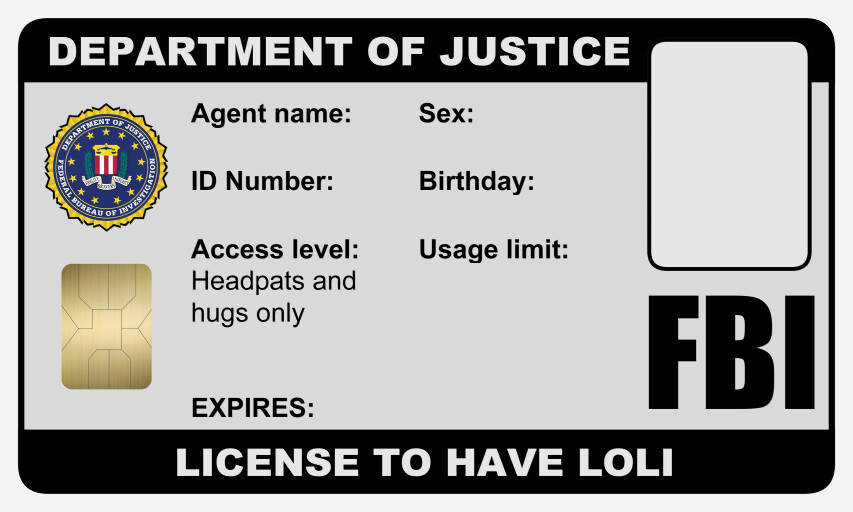 DEPARTMENT OF JUSTICE
DEPARTMENT OF JUSTICE
FEDERAL BUREAU OF INVESTIGATION
Agent name:
Sex:
ID Number:
Birthday:
Access level:
Usage limit:
Headpats and
hugs only
EXPIRES:
FBI
LICENSE TO HAVE LOLI